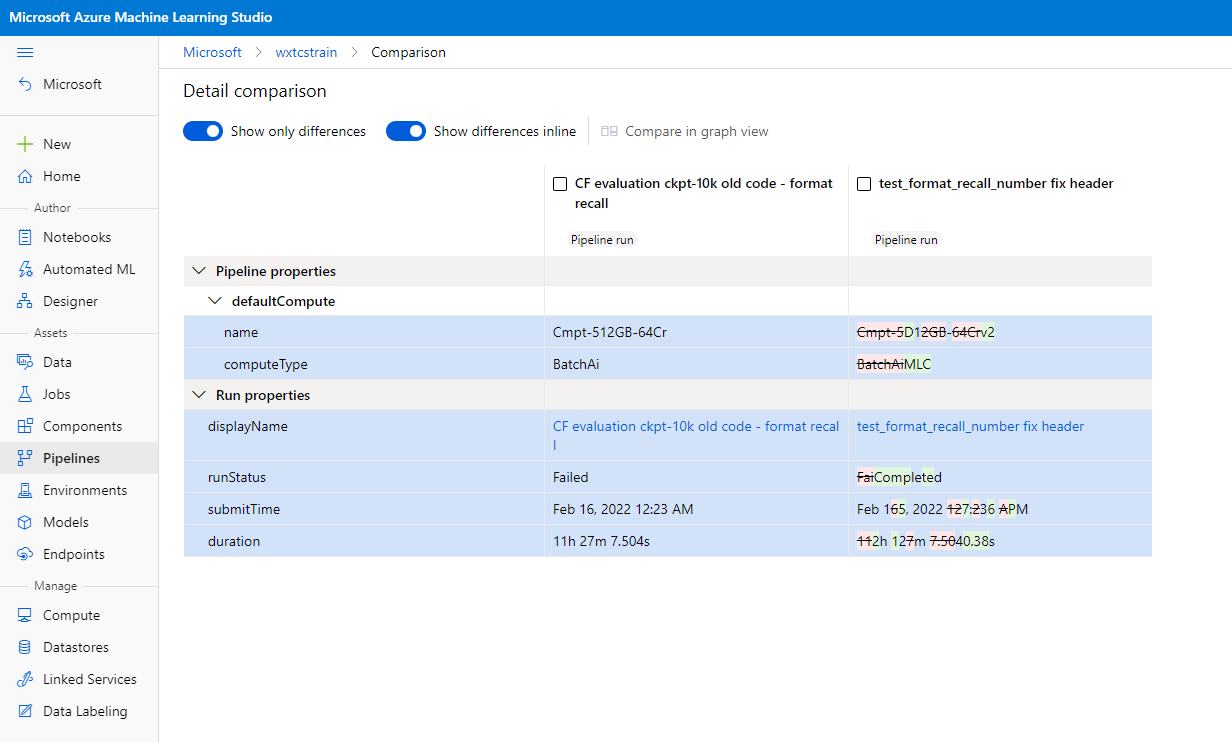 Microsoft Azure Machine Learning Studio
Microsoft > wxtcstrain > Comparison
Microsoft
New
Home
Author
Notebooks
Automated ML
Designer
Assets
Data
Jobs
Components
Pipelines
Environments
Models
Endpoints
Manage
Compute
Datastores
Linked Services
Data Labeling
Detail comparison
Show only differences Show differences inline Compare in graph view
CF evaluation ckpt-10k old code - format
recall
Pipeline run
test_format_recall_number fix header
Pipeline run
Pipeline properties
defaultCompute
name Cmpt-512GB-64Cr Cmpt-5D12GB-64Crv2
computeType BatchAi BatchAiMLC
Run properties
displayName CF evaluation ckpt-10k old code - format recal
l
test_format_recall_number fix header
runStatus Failed FaiCompleted
submitTime Feb 16, 2022 12:23 AM Feb 165, 2022 127:236 APM
duration 11h 27m 7.504s 112h 127m 7.5040.38s